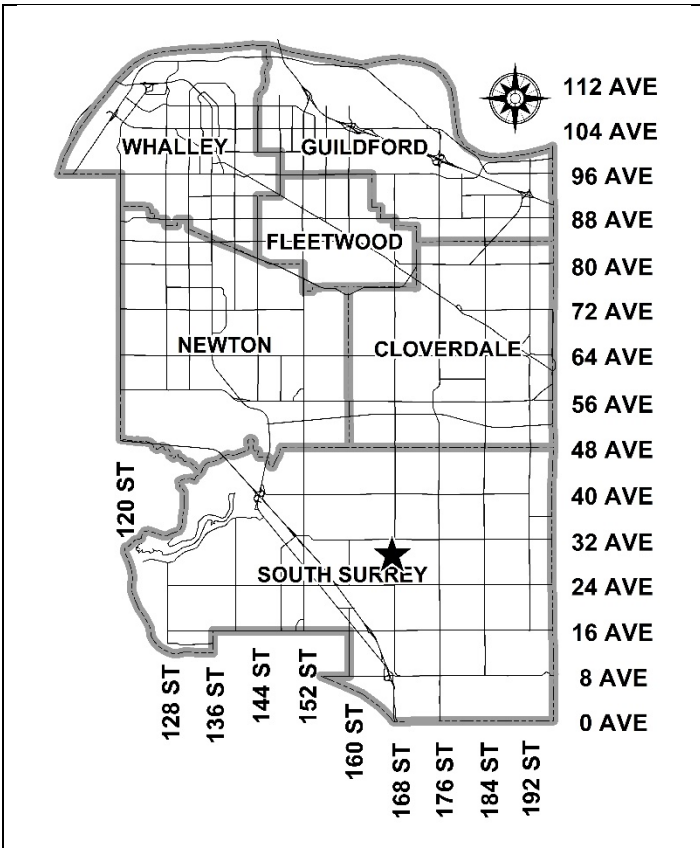 112 AVE
104 AVE
WHALLEY
GUILDFORD
96 AVE
88 AVE
FLEETWOOD
80 AVE
72 AVE
NEWTON
CLOVERDALE
64 AVE
56 AVE
48 AVE
120 ST
40 AVE
32 AVE
SOUTH SURREY
24 AVE
16 AVE
8 AVE
0 AVE
128 ST
136 ST
144 ST
152 ST
160 ST
168 ST
176 ST
184 ST
192 ST